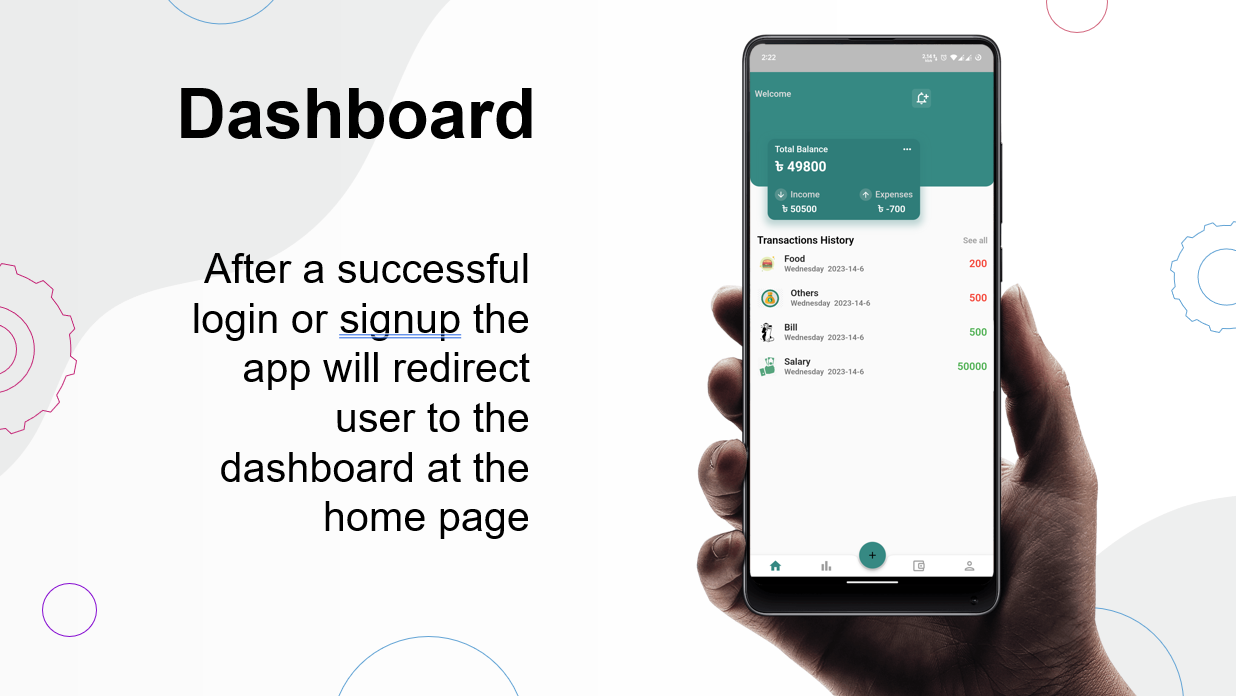 Dashboard
After a successful
login or signup the
app will redirect
user to the
dashboard at the
home page
2:22
Welcome
Total Balance
৳ 49800
Income
Expenses
৳ 50500
৳ -700
Transactions History
See all
Food
Wednesday 2023-14-6
200
Others
Wednesday 2023-14-6
500
Bill
Wednesday 2023-14-6
500
Salary
Wednesday 2023-14-6
50000